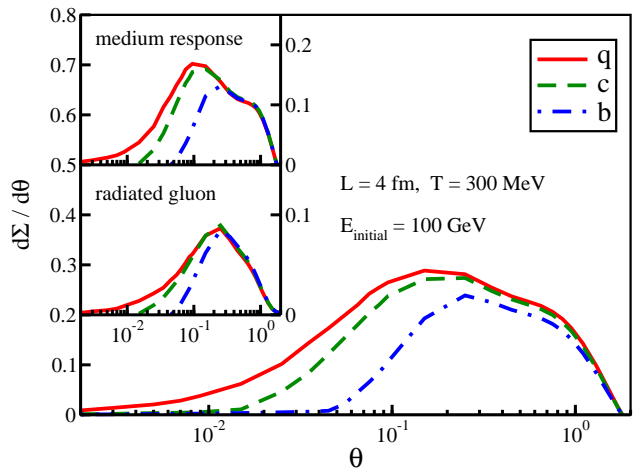 medium response
0.8
0.7
0.6
0.5
0.4
0.3
0.2
0.1
0
0.2
0.1
0
radiated gluon
0.1
0
10^-2
10^-1
10^0
q
c
b
L = 4 fm, T = 300 MeV
E_initial = 100 GeV
dΣ / dθ
10^-2
10^-1
10^0
θ